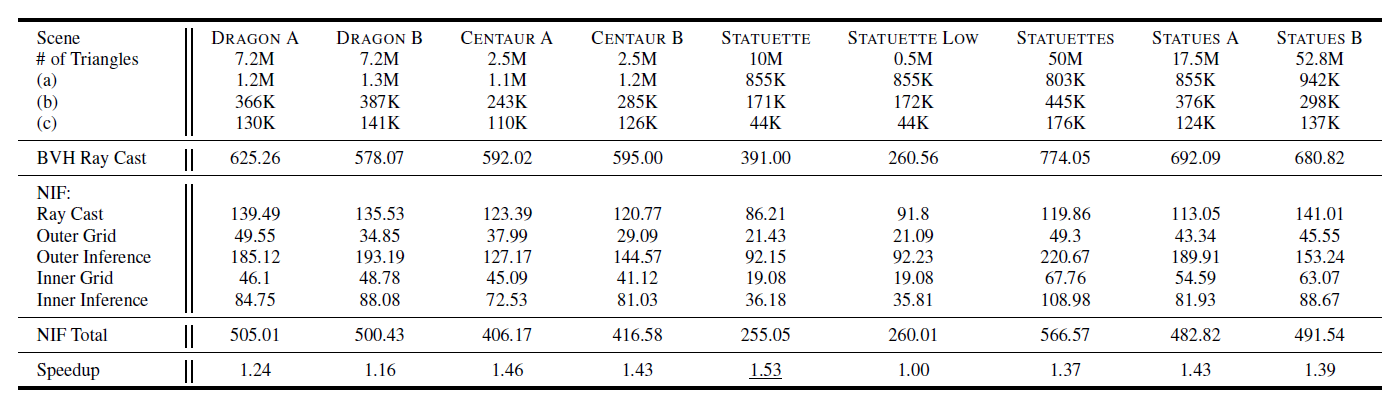 Scene DRAGON A DRAGON B CENTAUR A CENTAUR B STATUETTE STATUETTE LOW STATUETTES STATUES A STATUES B
# of Triangles 7.2M 7.2M 2.5M 2.5M 10M 0.5M 50M 17.5M 52.8M
(a) 1.2M 1.3M 1.1M 1.2M 855K 855K 803K 855K 942K
(b) 366K 387K 243K 285K 171K 172K 445K 376K 298K
(c) 130K 141K 110K 126K 44K 44K 176K 124K 137K
BVH Ray Cast 625.26 578.07 592.02 595.00 391.00 260.56 774.05 692.09 680.82
NIF:
Ray Cast 139.49 135.53 123.39 120.77 86.21 91.8 119.86 113.05 141.01
Outer Grid 49.55 34.85 37.99 29.09 21.43 21.09 49.3 43.34 45.55
Outer Inference 185.12 193.19 127.17 144.57 92.15 92.23 220.67 189.91 153.24
Inner Grid 46.1 48.78 45.09 41.12 19.08 19.08 67.76 54.59 63.07
Inner Inference 84.75 88.08 72.53 81.03 36.18 35.81 108.98 81.93 88.67
NIF Total 505.01 500.43 406.17 416.58 255.05 260.01 566.57 482.82 491.54
Speedup 1.24 1.16 1.46 1.43 1.53 1.00 1.37 1.43 1.39